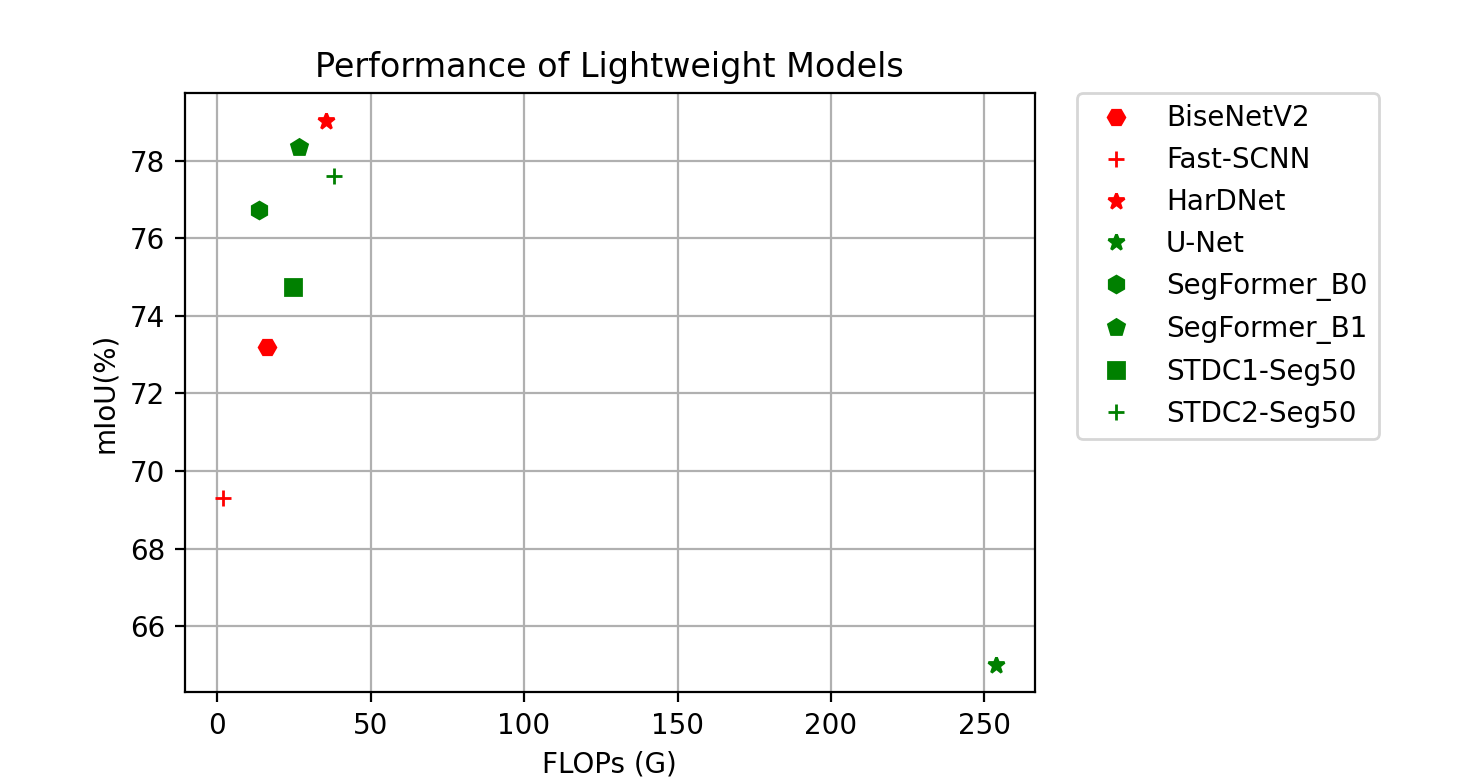 Performance of Lightweight Models
78
76
74
72
70
68
66
mIoU(%)
0 50 100 150 200 250
FLOPs (G)
BiseNetV2
Fast-SCNN
HarDNet
U-Net
SegFormer_B0
SegFormer_B1
STDC1-Seg50
STDC2-Seg50